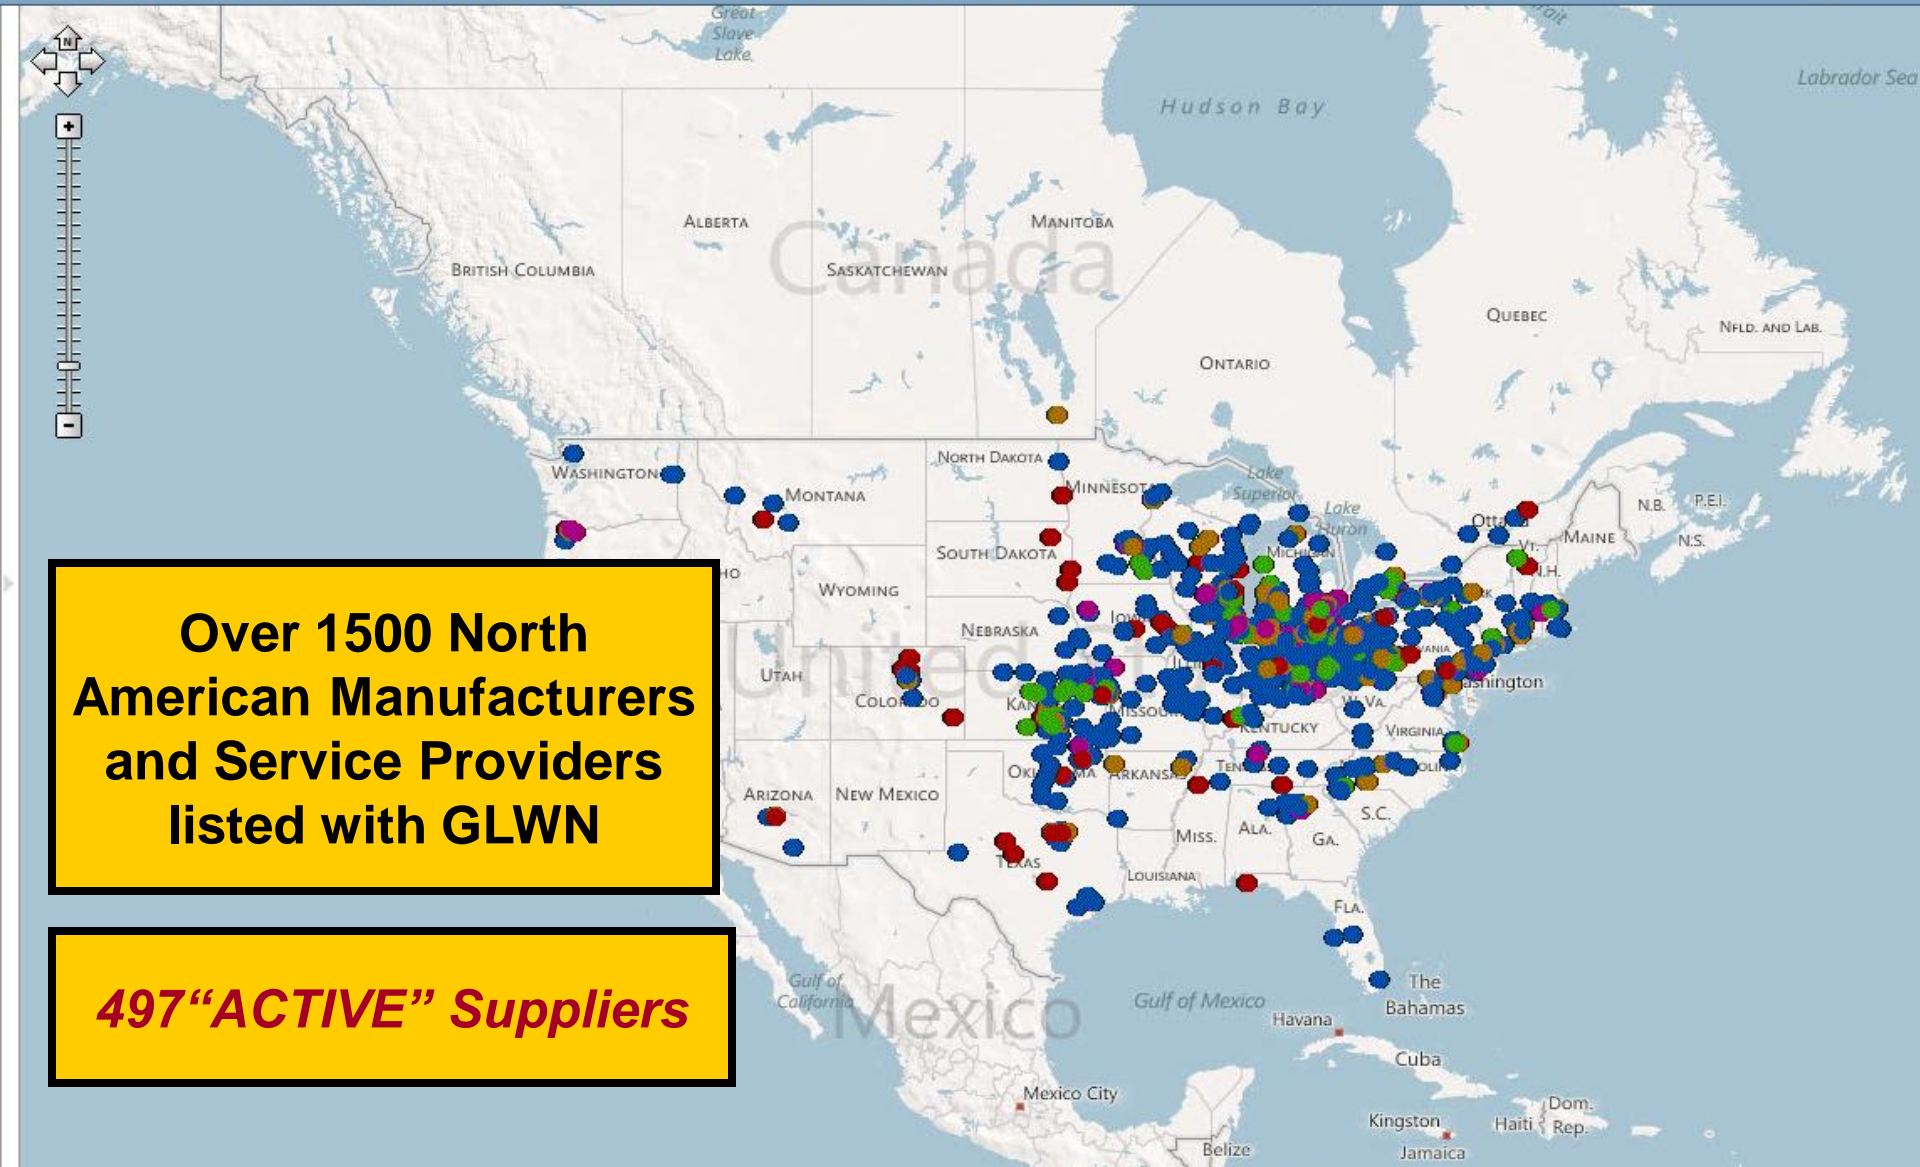 Great
Slave
Lake
Labrador Sea
Hudson Bay
N
+
-
ALBERTA
MANITOBA
Canada
BRITISH COLUMBIA
SASKATCHEWAN
QUEBEC
NFLD. AND LAB.
ONTARIO
NORTH DAKOTA
WASHINGTON
MONTANA
Lake
Superior
Lake
Huron
N.B.
P.E.I.
MAINE
N.S.
VT.
N.H.
SOUTH DAKOTA
WYOMING
NEBRASKA
UTAH
W. VA.
VIRGINIA
KENTUCKY
ARIZONA
NEW MEXICO
S.C.
MISS.
ALA.
GA.
TEXAS
LOUISIANA
FLA.
Over 1500 North
American Manufacturers
and Service Providers
listed with GLWN
497“ACTIVE” Suppliers
Gulf of
California
Mexico
Gulf of Mexico
The
Bahamas
Havana
Cuba
Mexico City
Kingston
Jamaica
Haiti
Dom.
Rep.
Belize